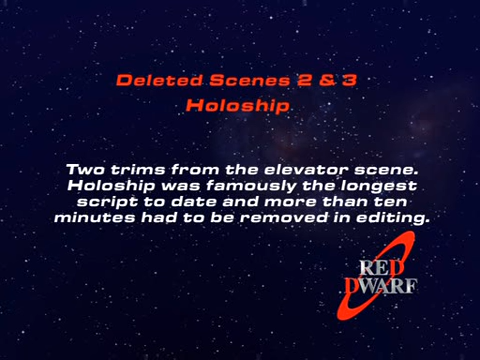 Deleted Scenes 2 & 3
Holoship
Two trims from the elevator scene.
Holoship was famously the longest
script to date and more than ten
minutes had to be removed in editing.
RED
DWARF